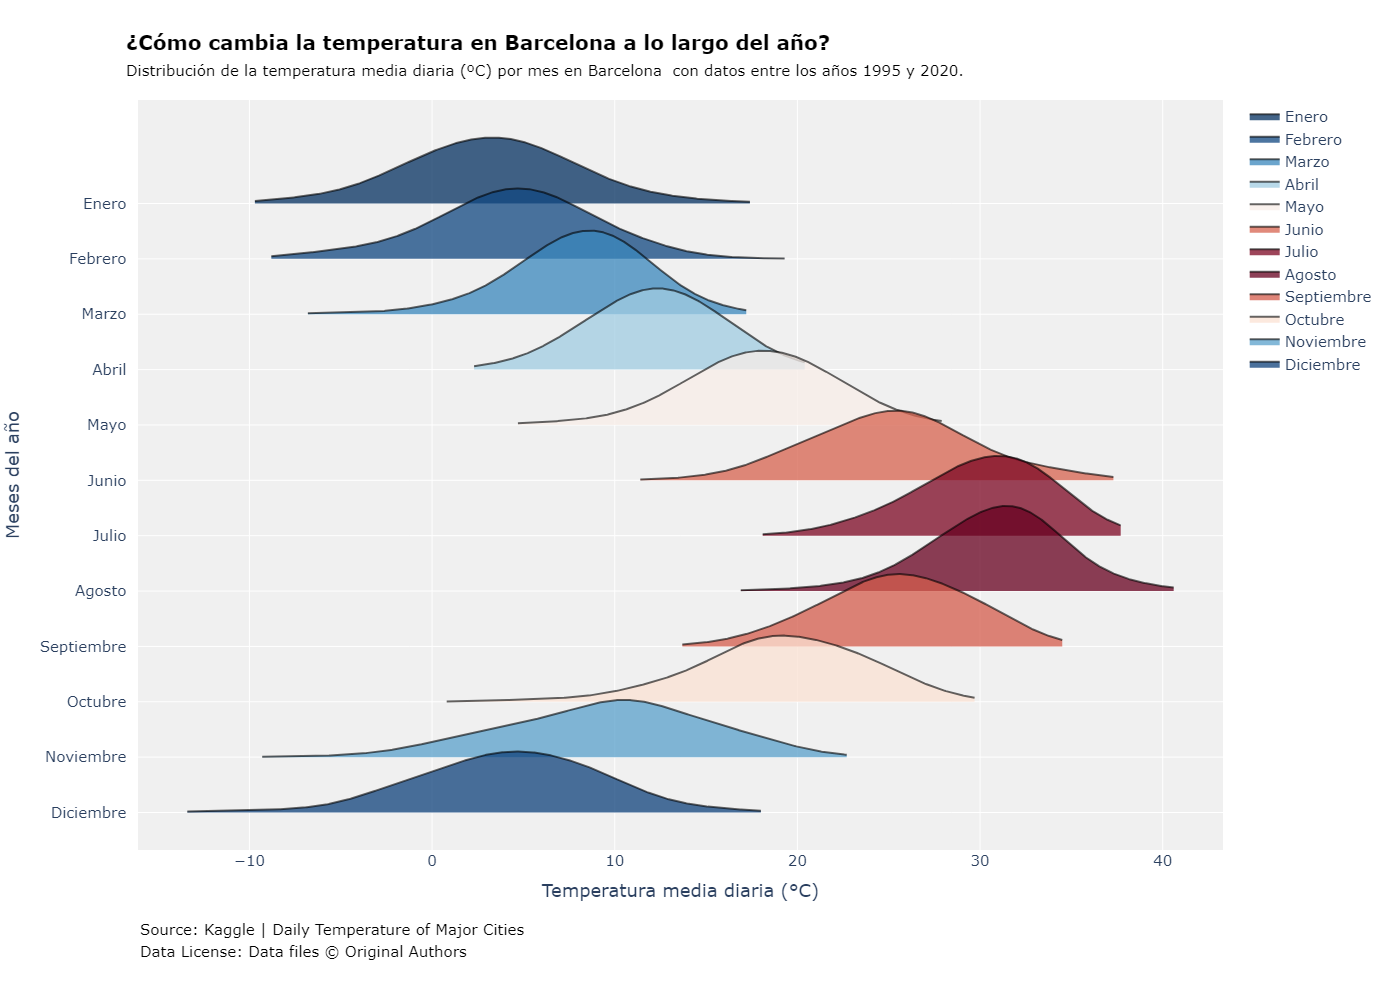 ¿Cómo cambia la temperatura en Barcelona a lo largo del año?
Distribución de la temperatura media diaria (ºC) por mes en Barcelona  con datos entre los años 1995 y 2020.
Enero
Febrero
Marzo
Abril
Mayo
Junio
Julio
Agosto
Septiembre
Octubre
Noviembre
Diciembre
Meses del año
Enero
Febrero
Marzo
Abril
Mayo
Junio
Julio
Agosto
Septiembre
Octubre
Noviembre
Diciembre
−10 0 10 20 30 40
Temperatura media diaria (°C)
Source: Kaggle | Daily Temperature of Major Cities
Data License: Data files © Original Authors